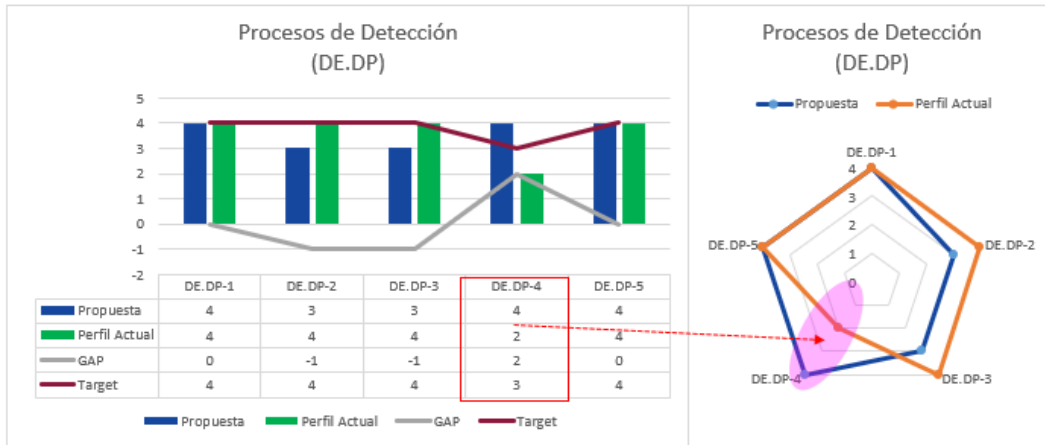 Procesos de Detección
(DE.DP)
5
4
3
2
1
0
-1
-2
DE.DP-1 DE.DP-2 DE.DP-3 DE.DP-4 DE.DP-5
Propuesta 4 3 3 4 4
Perfil Actual 4 4 4 2 4
GAP 0 -1 -1 2 0
Target 4 4 4 3 4
Propuesta Perfil Actual GAP Target
Procesos de Detección
(DE.DP)
Propuesta Perfil Actual
DE.DP-1
4
3
2
1
0
DE.DP-5 DE.DP-2
DE.DP-4 DE.DP-3